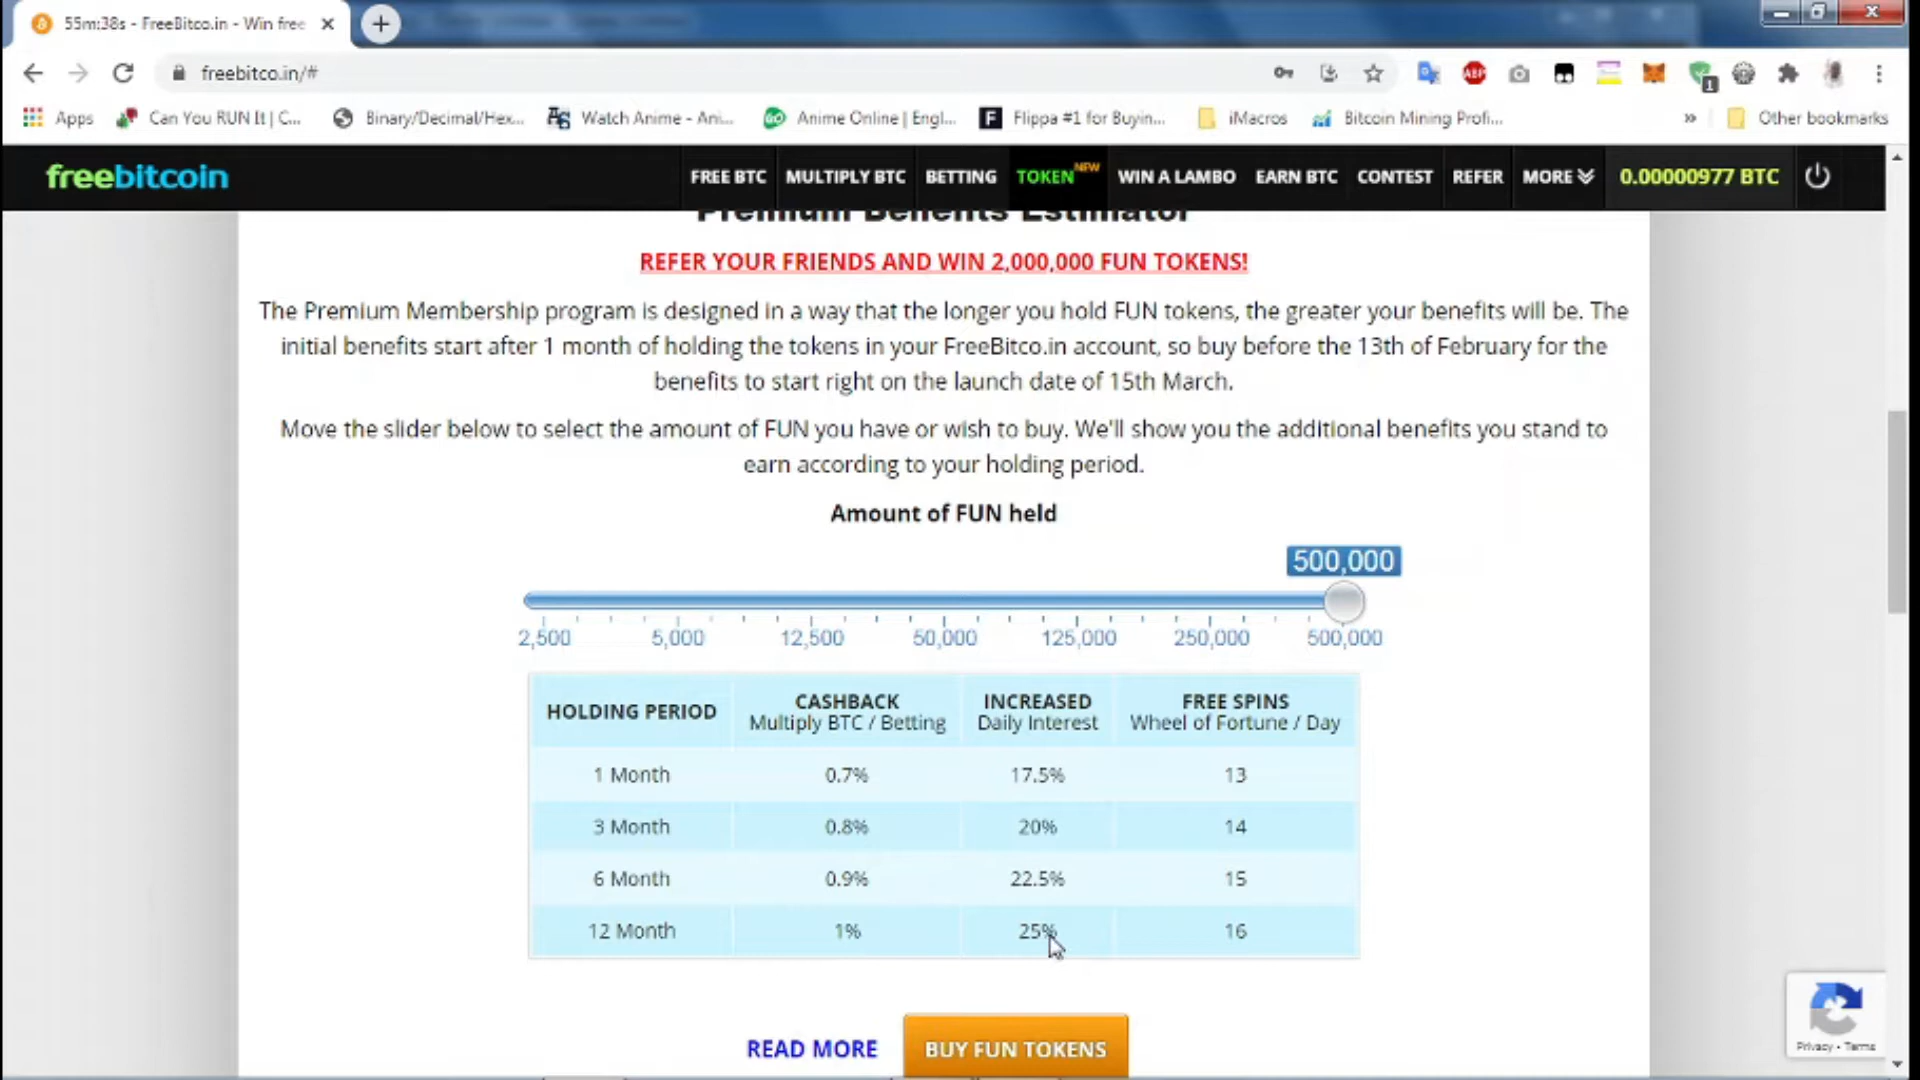 55m:38s - FreeBitco.in - Win free
freebitco.in/#
ABP
1
Apps
Can You RUN It | C...
Binary/Decimal/Hex...
Watch Anime - Ani...
Anime Online | Engl...
Flippa #1 for Buyin...
iMacros
Bitcoin Mining Profi...
»
Other bookmarks
freebitcoin
FREE BTC
MULTIPLY BTC
BETTING
TOKEN NEW
WIN A LAMBO
EARN BTC
CONTEST
REFER
MORE
0.00000977 BTC
Premium Benefits Estimator
REFER YOUR FRIENDS AND WIN 2,000,000 FUN TOKENS!
The Premium Membership program is designed in a way that the longer you hold FUN tokens, the greater your benefits will be. The
initial benefits start after 1 month of holding the tokens in your FreeBitco.in account, so buy before the 13th of February for the
benefits to start right on the launch date of 15th March.
Move the slider below to select the amount of FUN you have or wish to buy. We'll show you the additional benefits you stand to
earn according to your holding period.
Amount of FUN held
500,000
2,500 5,000 12,500 50,000 125,000 250,000 500,000
HOLDING PERIOD
CASHBACK
Multiply BTC / Betting
INCREASED
Daily Interest
FREE SPINS
Wheel of Fortune / Day
1 Month 0.7% 17.5% 13
3 Month 0.8% 20% 14
6 Month 0.9% 22.5% 15
12 Month 1% 25% 16
READ MORE
BUY FUN TOKENS
Privacy - Terms